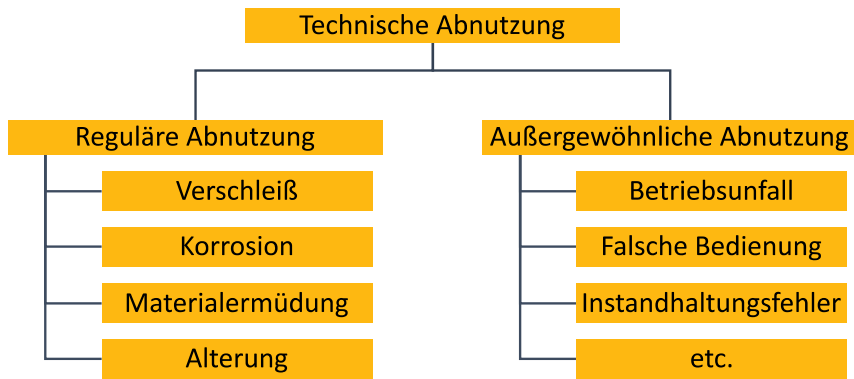 Technische Abnutzung
Reguläre Abnutzung
Verschleiß
Korrosion
Materialermüdung
Alterung
Außergewöhnliche Abnutzung
Betriebsunfall
Falsche Bedienung
Instandhaltungsfehler
etc.